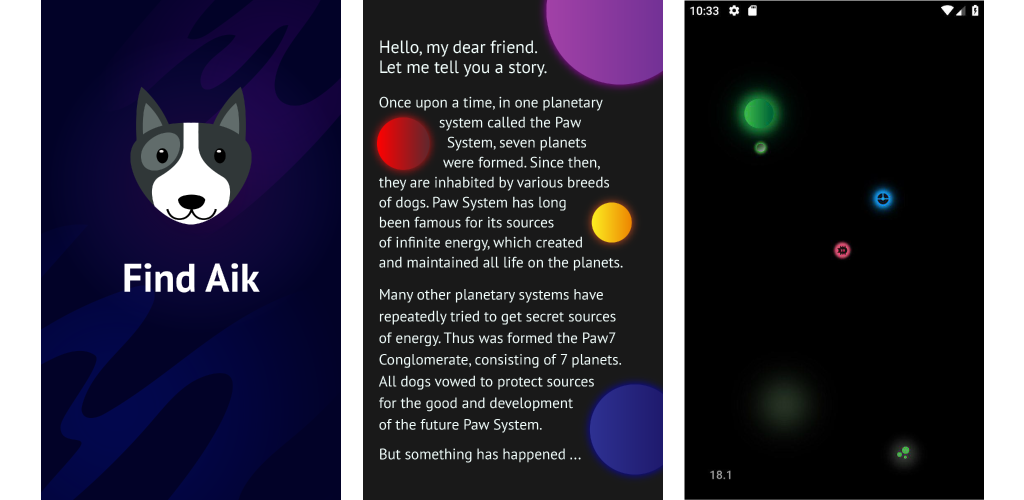 Find Aik
Hello, my dear friend.
Let me tell you a story.
Once upon a time, in one planetary
system called the Paw
System, seven planets
were formed. Since then,
they are inhabited by various breeds
of dogs. Paw System has long
been famous for its sources
of infinite energy, which created
and maintained all life on the planets.
Many other planetary systems have
repeatedly tried to get secret sources
of energy. Thus was formed the Paw7
Conglomerate, consisting of 7 planets.
All dogs vowed to protect sources
for the good and development
of the future Paw System.
But something has happened ...
10:33
18.1